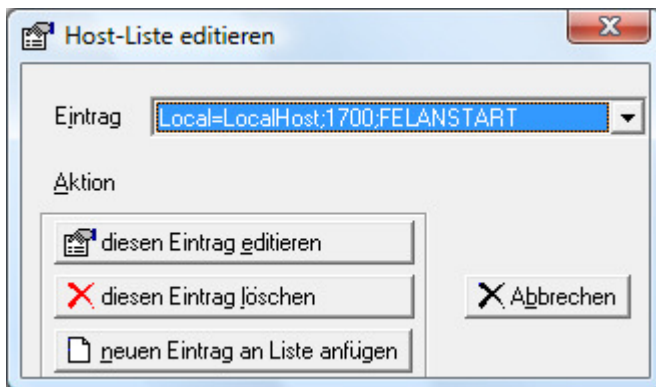 Host-Liste editieren
Eintrag Local=LocalHost;1700;FELANSTART
Aktion
diesen Eintrag editieren
diesen Eintrag löschen
Abbrechen
neuen Eintrag an Liste anfügen